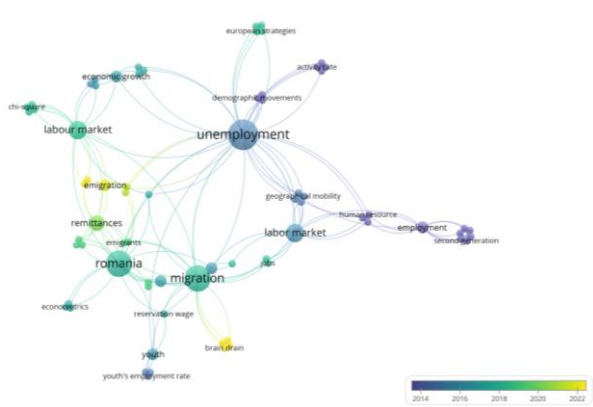 european strategies
activity rate
economic growth
demographic movements
chi-square
labour market
unemployment
emigration
geographical mobility
human resource
remittances
employment
labor market
second generation
emigrants
romania
jobs
migration
econometrics
reservation wage
brain drain
youth
youth's employment rate
2014 2016 2018 2020 2022